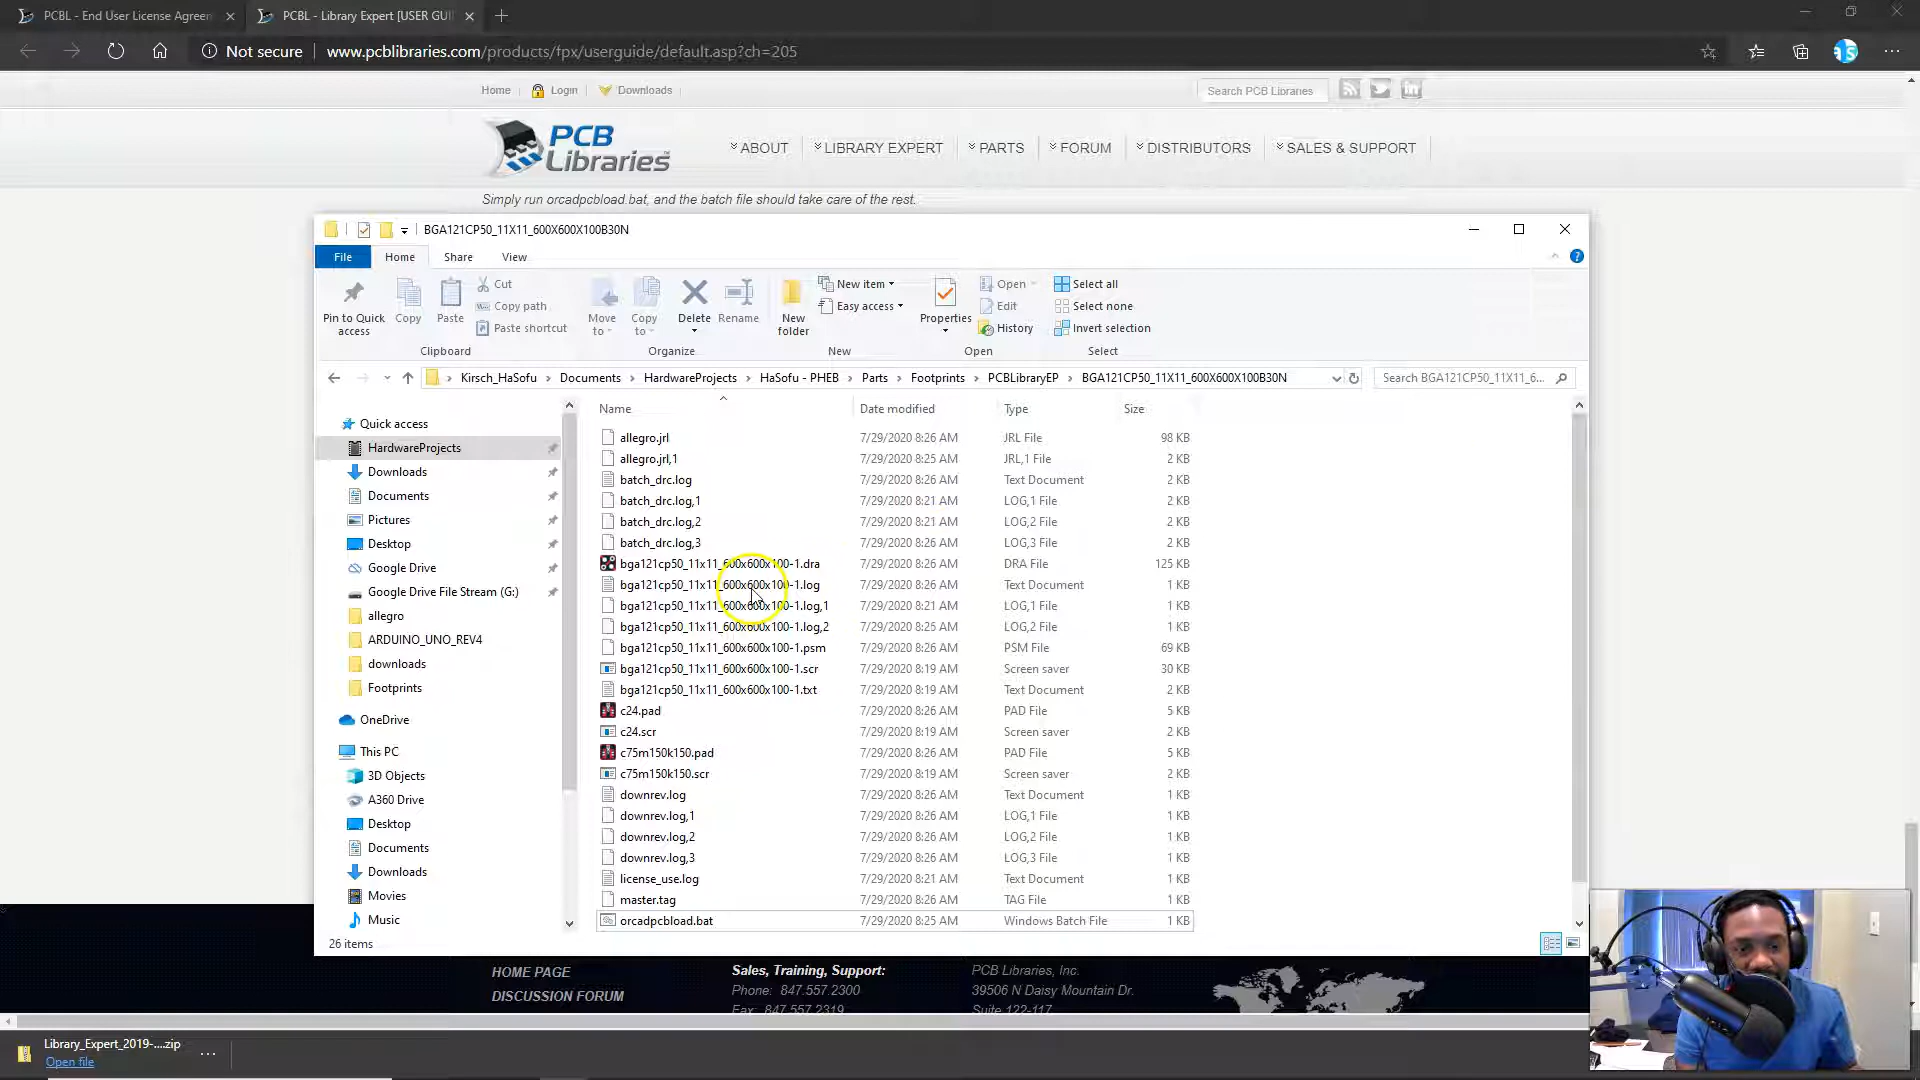 PCBL - End User License Agreem
PCBL - Library Expert [USER GUI
Not secure
www.pcblibraries.com/products/fpx/userguide/default.asp?ch=205
Home
Login
Downloads
Search PCB Libraries
PCB Libraries
ABOUT
LIBRARY EXPERT
PARTS
FORUM
DISTRIBUTORS
SALES & SUPPORT
Simply run orcadpcbload.bat, and the batch file should take care of the rest.
BGA121CP50_11X11_600X600X100B30N
File
Home
Share
View
Pin to Quick access
Copy
Paste
Cut
Copy path
Paste shortcut
Clipboard
Move to
Copy to
Delete
Rename
Organize
New folder
New item
Easy access
New
Properties
Open
Edit
History
Open
Select all
Select none
Invert selection
Select
Kirsch_HaSofu > Documents > HardwareProjects > HaSofu - PHEB > Parts > Footprints > PCBLibraryEP > BGA121CP50_11X11_600X600X100B30N
Search BGA121CP50_11X11_6...
Quick access
HardwareProjects
Downloads
Documents
Pictures
Desktop
Google Drive
Google Drive File Stream (G:)
allegro
ARDUINO_UNO_REV4
downloads
Footprints
OneDrive
This PC
3D Objects
A360 Drive
Desktop
Documents
Downloads
Movies
Music
Name Date modified Type Size
allegro.jrl 7/29/2020 8:26 AM JRL File 98 KB
allegro.jrl,1 7/29/2020 8:25 AM JRL,1 File 2 KB
batch_drc.log 7/29/2020 8:26 AM Text Document 2 KB
batch_drc.log,1 7/29/2020 8:21 AM LOG,1 File 2 KB
batch_drc.log,2 7/29/2020 8:21 AM LOG,2 File 2 KB
batch_drc.log,3 7/29/2020 8:26 AM LOG,3 File 2 KB
bga121cp50_11x11_600x600x100-1.dra 7/29/2020 8:26 AM DRA File 125 KB
bga121cp50_11x11_600x600x100-1.log 7/29/2020 8:26 AM Text Document 1 KB
bga121cp50_11x11_600x600x100-1.log,1 7/29/2020 8:21 AM LOG,1 File 1 KB
bga121cp50_11x11_600x600x100-1.log,2 7/29/2020 8:25 AM LOG,2 File 1 KB
bga121cp50_11x11_600x600x100-1.psm 7/29/2020 8:26 AM PSM File 69 KB
bga121cp50_11x11_600x600x100-1.scr 7/29/2020 8:19 AM Screen saver 30 KB
bga121cp50_11x11_600x600x100-1.txt 7/29/2020 8:19 AM Text Document 2 KB
c24.pad 7/29/2020 8:26 AM PAD File 5 KB
c24.scr 7/29/2020 8:19 AM Screen saver 2 KB
c75m150k150.pad 7/29/2020 8:26 AM PAD File 5 KB
c75m150k150.scr 7/29/2020 8:19 AM Screen saver 2 KB
downrev.log 7/29/2020 8:26 AM Text Document 1 KB
downrev.log,1 7/29/2020 8:26 AM LOG,1 File 1 KB
downrev.log,2 7/29/2020 8:26 AM LOG,2 File 1 KB
downrev.log,3 7/29/2020 8:26 AM LOG,3 File 1 KB
license_use.log 7/29/2020 8:21 AM Text Document 1 KB
master.tag 7/29/2020 8:26 AM TAG File 1 KB
orcadpcbload.bat 7/29/2020 8:25 AM Windows Batch File 1 KB
26 items
HOME PAGE
DISCUSSION FORUM
Sales, Training, Support:
Phone: 847.557.2300
Fax: 847.557.2319
PCB Libraries, Inc.
39506 N Daisy Mountain Dr.
Suite 122-117
Library_Expert_2019-....zip
Open file